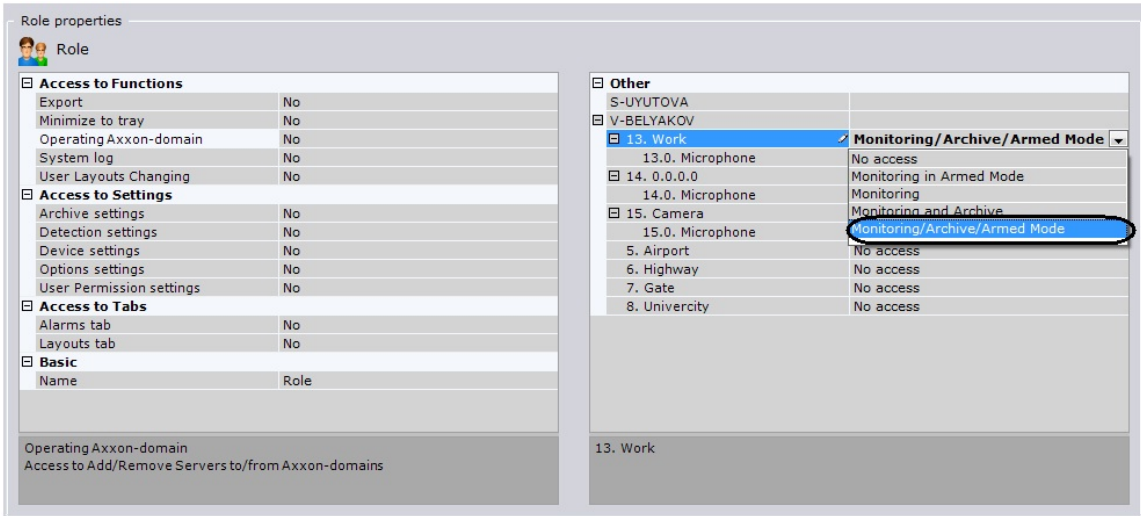 Role properties
Role
Access to Functions
Export No
Minimize to tray No
Operating Axxon-domain No
System log No
User Layouts Changing No
Access to Settings
Archive settings No
Detection settings No
Device settings No
Options settings No
User Permission settings No
Access to Tabs
Alarms tab No
Layouts tab No
Basic
Name Role
Operating Axxon-domain
Access to Add/Remove Servers to/from Axxon-domains
Other
S-UYUTOVA
V-BELYAKOV
13. Work Monitoring/Archive/Armed Mode
13.0. Microphone No access
14. 0.0.0.0 Monitoring in Armed Mode
14.0. Microphone Monitoring
15. Camera Monitoring and Archive
15.0. Microphone Monitoring/Archive/Armed Mode
5. Airport No access
6. Highway No access
7. Gate No access
8. Univercity No access
13. Work